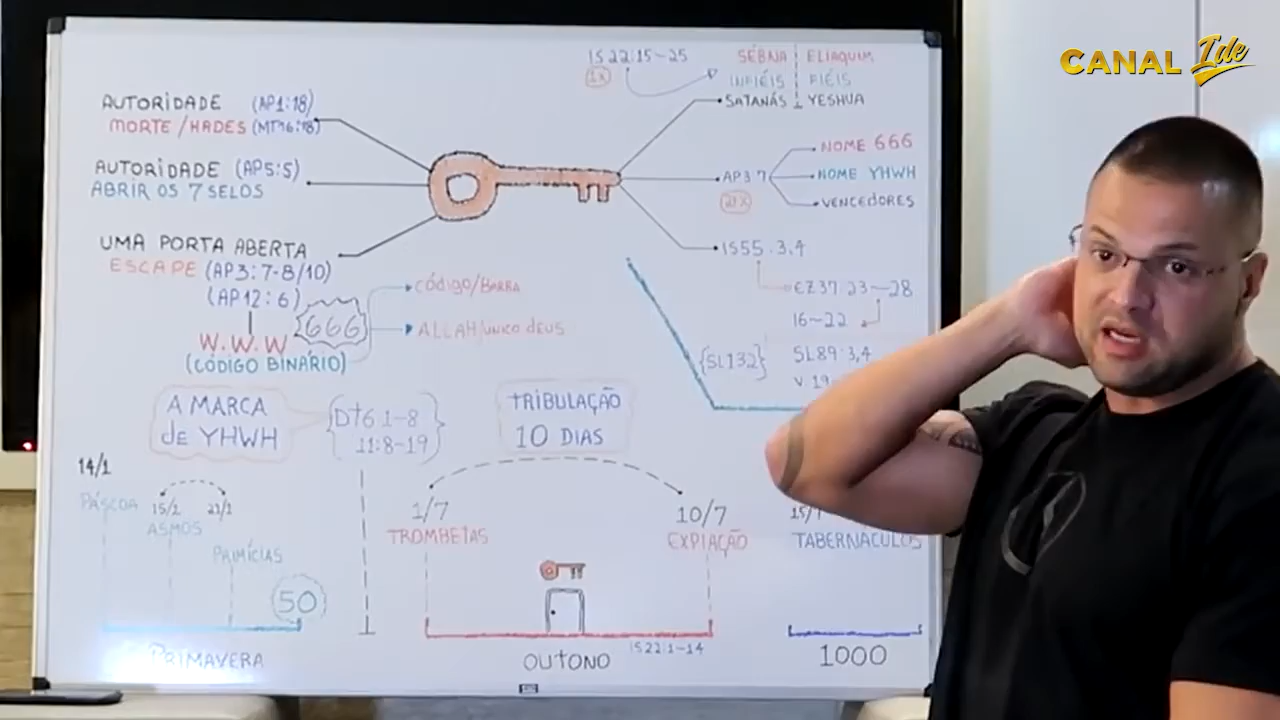 CANAL Ide
IS 22:15~25
SÉBNA
ELIAQUIM
1X
INFIÉIS
FIÉIS
SATANÁS
YESHUA
AUTORIDADE (AP1:18)
MORTE/HADES (MT16:18)
AUTORIDADE (AP5:5)
ABRIR OS 7 SELOS
NOME 666
AP3 7
NOME YHWH
VENCEDORES
UMA PORTA ABERTA
ESCAPE (AP3:7-8/10)
(AP12:6)
IS55.3,4
EZ37 23~28
16~22
{SL132}
SL89:3,4
V.19
666
CÓDIGO/BARRA
ALLAH/ÚNICO DEUS
W.W.W
(CÓDIGO BINÁRIO)
A MARCA
de YHWH
{Dt6 1-8
11:8-19}
TRIBULAÇÃO
10 DIAS
14/1
PÁSCOA
15/1
21/1
ASMOS
PRIMÍCIAS
50
PRIMAVERA
1/7
TROMBETAS
10/7
EXPIAÇÃO
TABERNÁCULOS
OUTONO
IS22:1-14
1000